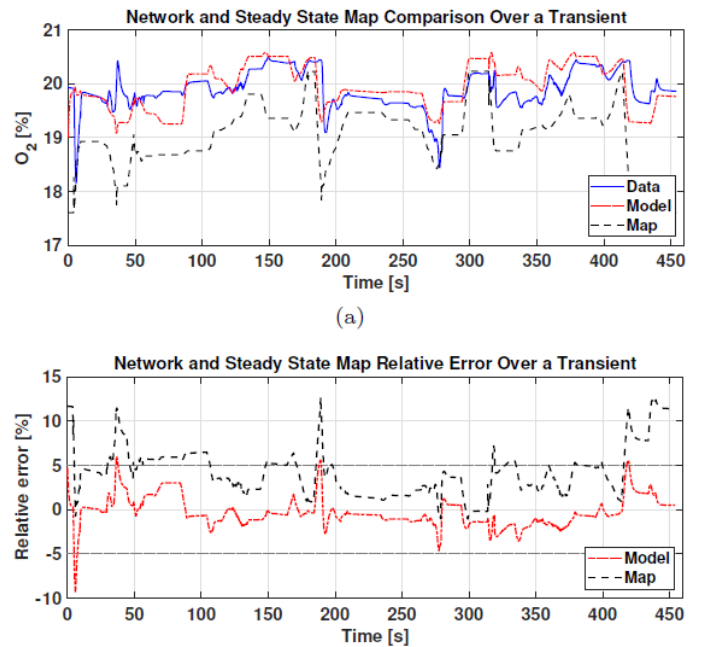 Network and Steady State Map Comparison Over a Transient
21
20
19
18
17
O2 [%]
Data
Model
Map
0 50 100 150 200 250 300 350 400 450
Time [s]
(a)
Network and Steady State Map Relative Error Over a Transient
15
10
5
0
-5
-10
Relative error [%]
Model
Map
0 50 100 150 200 250 300 350 400 450
Time [s]